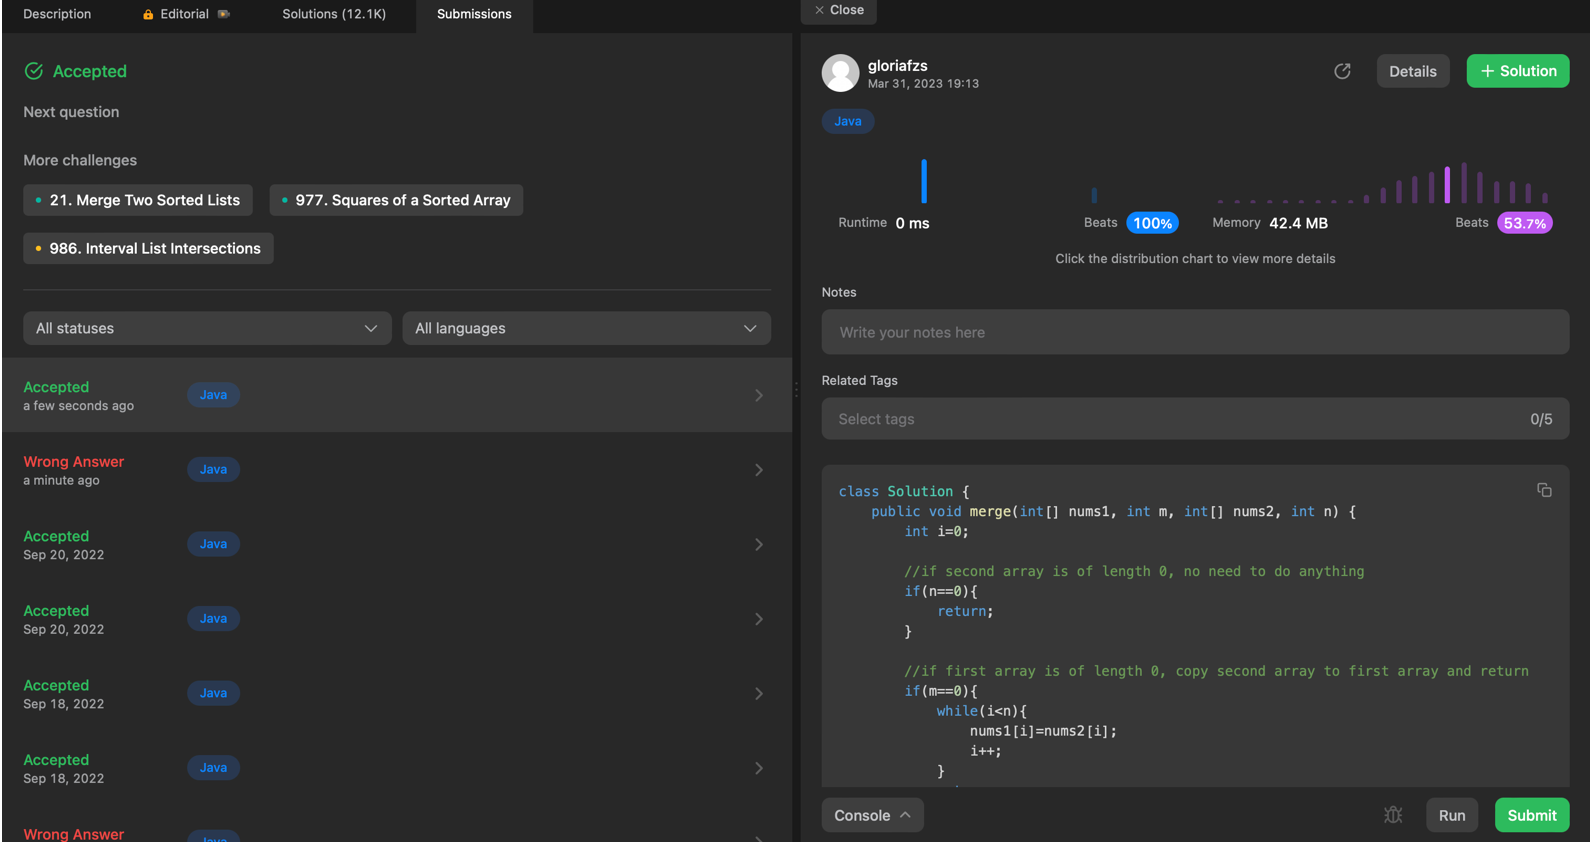 Description
Editorial
Solutions (12.1K)
Submissions
Accepted
Next question
More challenges
21. Merge Two Sorted Lists
977. Squares of a Sorted Array
986. Interval List Intersections
All statuses
All languages
Accepted
a few seconds ago
Java
Wrong Answer
a minute ago
Java
Accepted
Sep 20, 2022
Java
Accepted
Sep 20, 2022
Java
Accepted
Sep 18, 2022
Java
Accepted
Sep 18, 2022
Java
Wrong Answer
Java
Close
gloriafzs
Mar 31, 2023 19:13
Details
+ Solution
Java
Runtime 0 ms
Beats 100%
Memory 42.4 MB
Beats 53.7%
Click the distribution chart to view more details
Notes
Write your notes here
Related Tags
Select tags
0/5
class Solution {
    public void merge(int[] nums1, int m, int[] nums2, int n) {
        int i=0;
        //if second array is of length 0, no need to do anything
        if(n==0){
            return;
        }
        //if first array is of length 0, copy second array to first array and return
        if(m==0){
            while(i<n){
                nums1[i]=nums2[i];
                i++;
            }
Console
Run
Submit